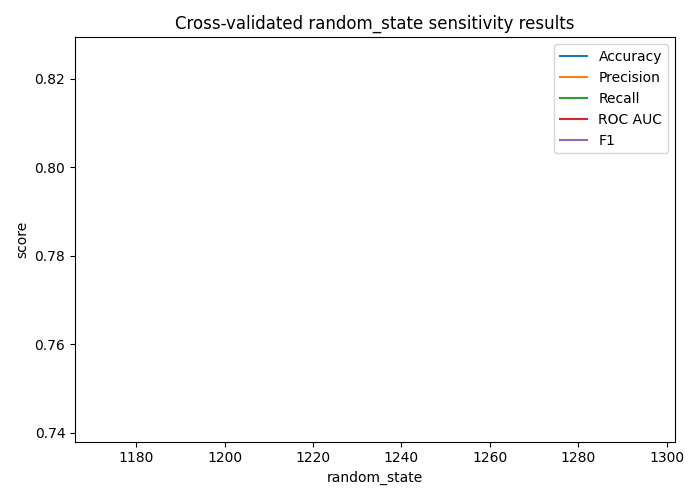 Cross-validated random_state sensitivity results
Accuracy
Precision
Recall
ROC AUC
F1
0.82
0.80
0.78
0.76
0.74
score
1180 1200 1220 1240 1260 1280 1300
random_state